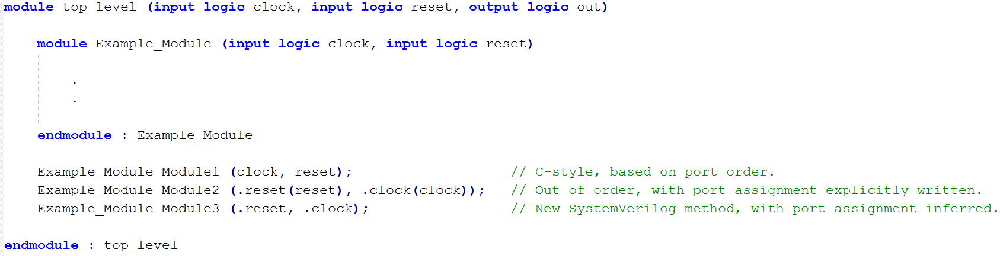 module top_level (input logic clock, input logic reset, output logic out)
module Example_Module (input logic clock, input logic reset)
.
.
endmodule : Example_Module
Example_Module Module1 (clock, reset); // C-style, based on port order.
Example_Module Module2 (.reset(reset), .clock(clock)); // Out of order, with port assignment explicitly written.
Example_Module Module3 (.reset, .clock); // New SystemVerilog method, with port assignment inferred.
endmodule : top_level